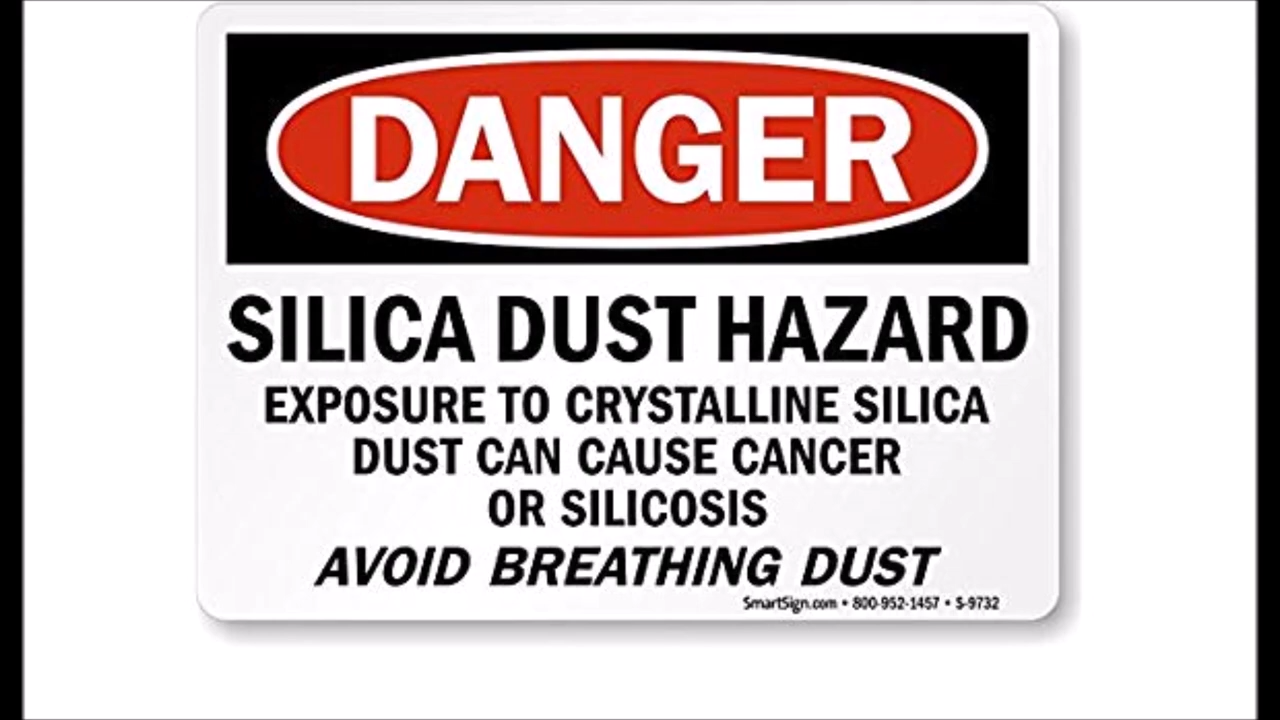 DANGER
SILICA DUST HAZARD
EXPOSURE TO CRYSTALLINE SILICA
DUST CAN CAUSE CANCER
OR SILICOSIS
AVOID BREATHING DUST
SmartSign.com • 800-952-1457 • S-9732